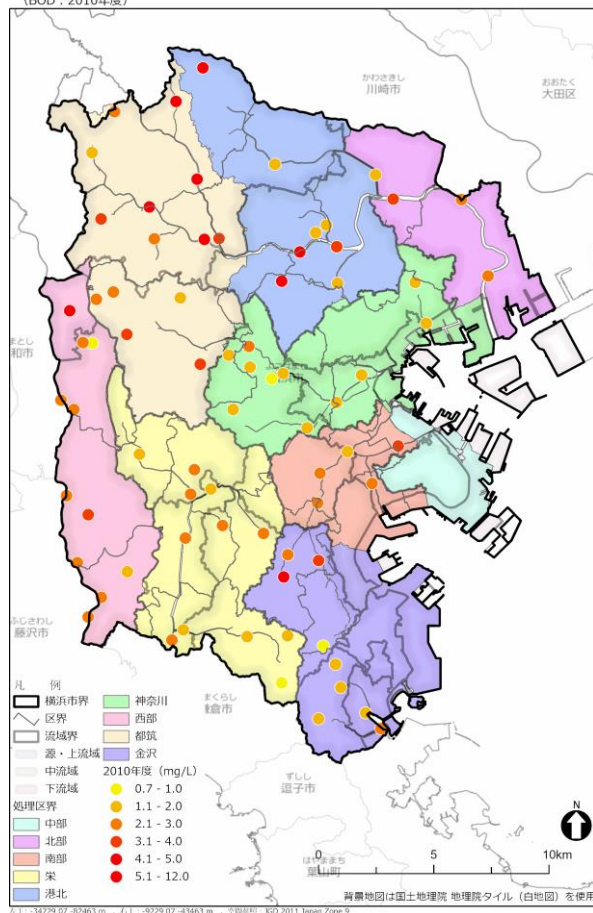 （BOD：2010年度）
かわさきし
川崎市
おおたく
大田区
まとし
和市
ふじさわし
藤沢市
まくらし
倉市
ずしし
逗子市
はやままち
葉山町
凡　例
横浜市界
区界
流域界
源・上流域
中流域
下流域
処理区界
中部
北部
南部
栄
港北
神奈川
西部
都筑
金沢
2010年度（mg/L）
0.7 - 1.0
1.1 - 2.0
2.1 - 3.0
3.1 - 4.0
4.1 - 5.0
5.1 - 12.0
N
0 5 10km
背景地図は国土地理院 地理院タイル（白地図）を使用